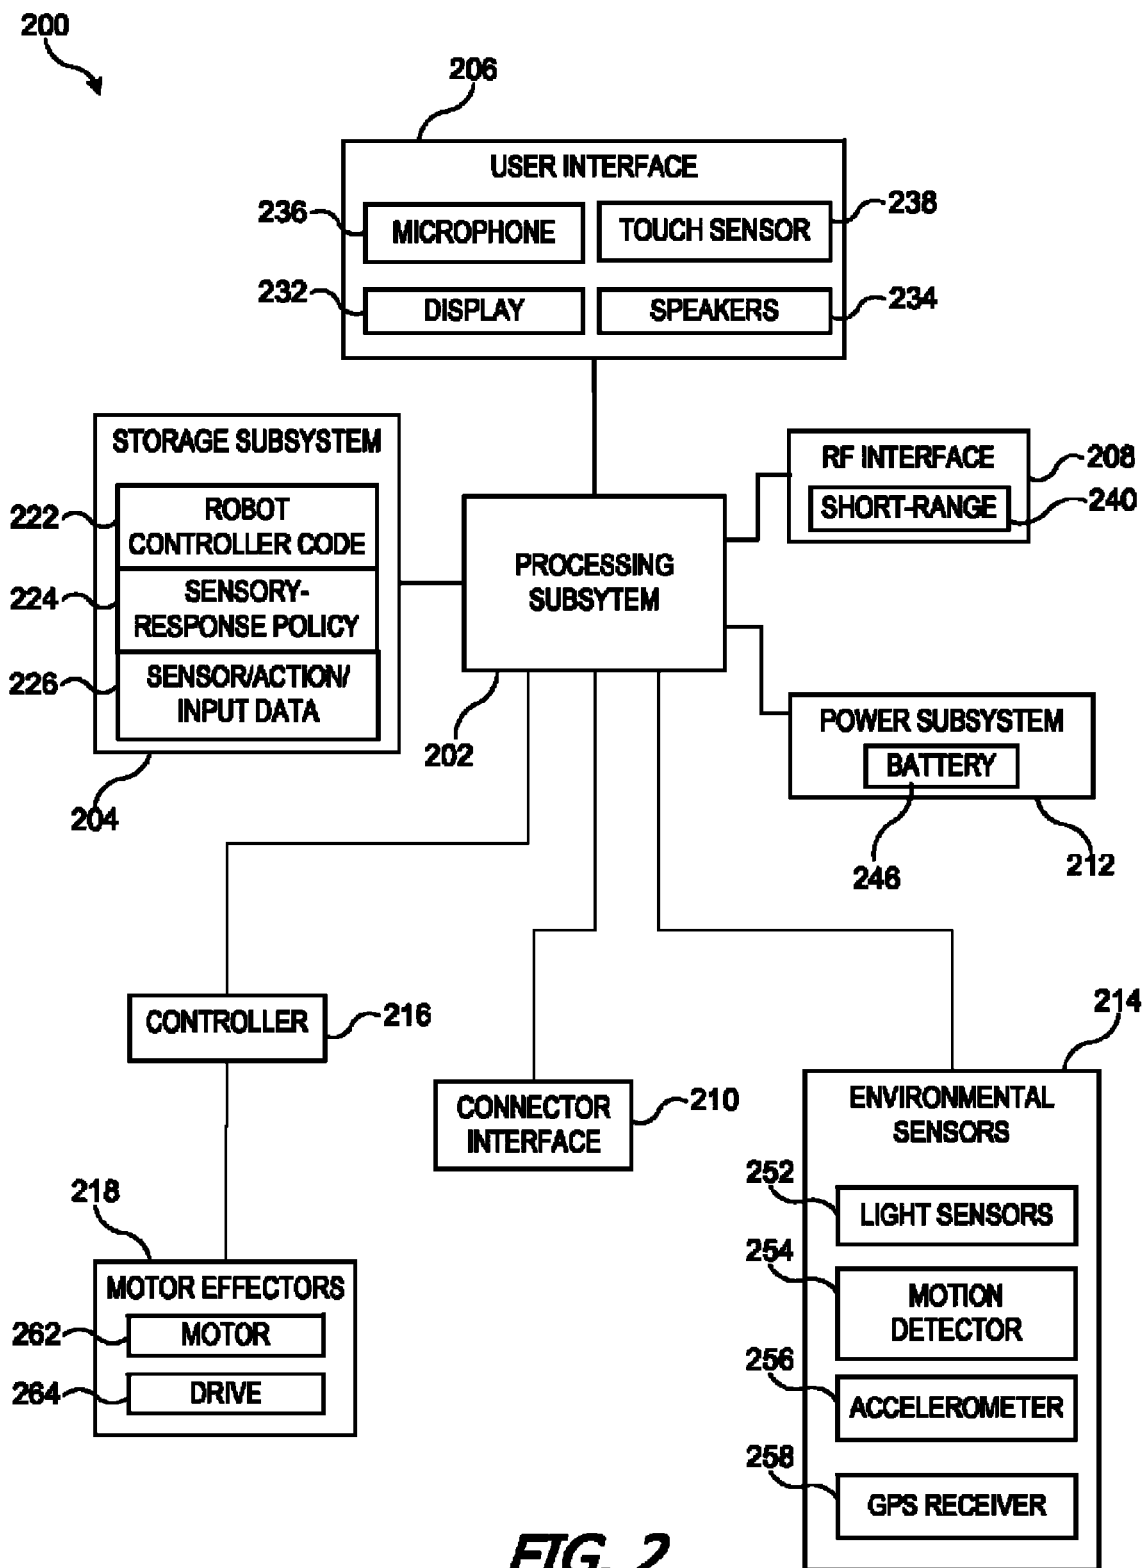 200
206
USER INTERFACE
236
MICROPHONE
TOUCH SENSOR
238
232
DISPLAY
SPEAKERS
234
STORAGE SUBSYSTEM
222
ROBOT
CONTROLLER CODE
224
SENSORY-
RESPONSE POLICY
226
SENSOR/ACTION/
INPUT DATA
204
PROCESSING
SUBSYTEM
202
RF INTERFACE
208
SHORT-RANGE
240
POWER SUBSYSTEM
BATTERY
246
212
CONTROLLER
216
CONNECTOR
INTERFACE
210
214
ENVIRONMENTAL
SENSORS
252
LIGHT SENSORS
254
MOTION
DETECTOR
256
ACCELEROMETER
258
GPS RECEIVER
218
MOTOR EFFECTORS
262
MOTOR
264
DRIVE
FIG. 2